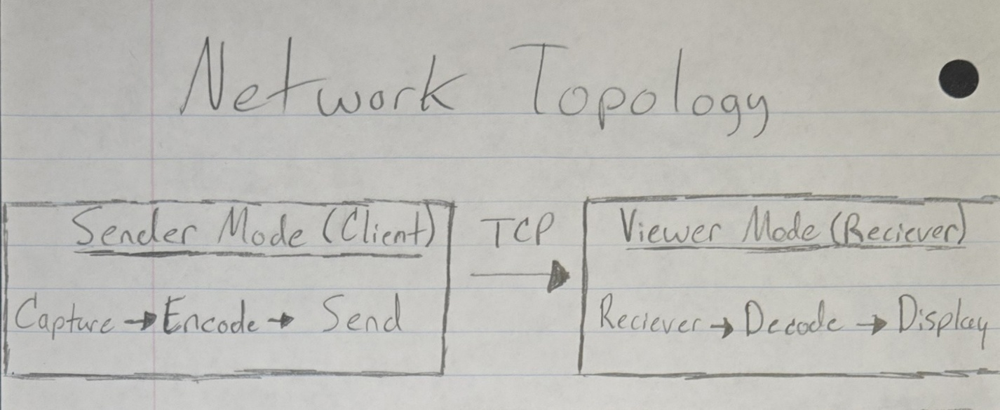 Network Topology
Sender Mode (Client)
TCP
Viewer Mode (Reciever)
Capture → Encode → Send
Reciever → Decode → Display